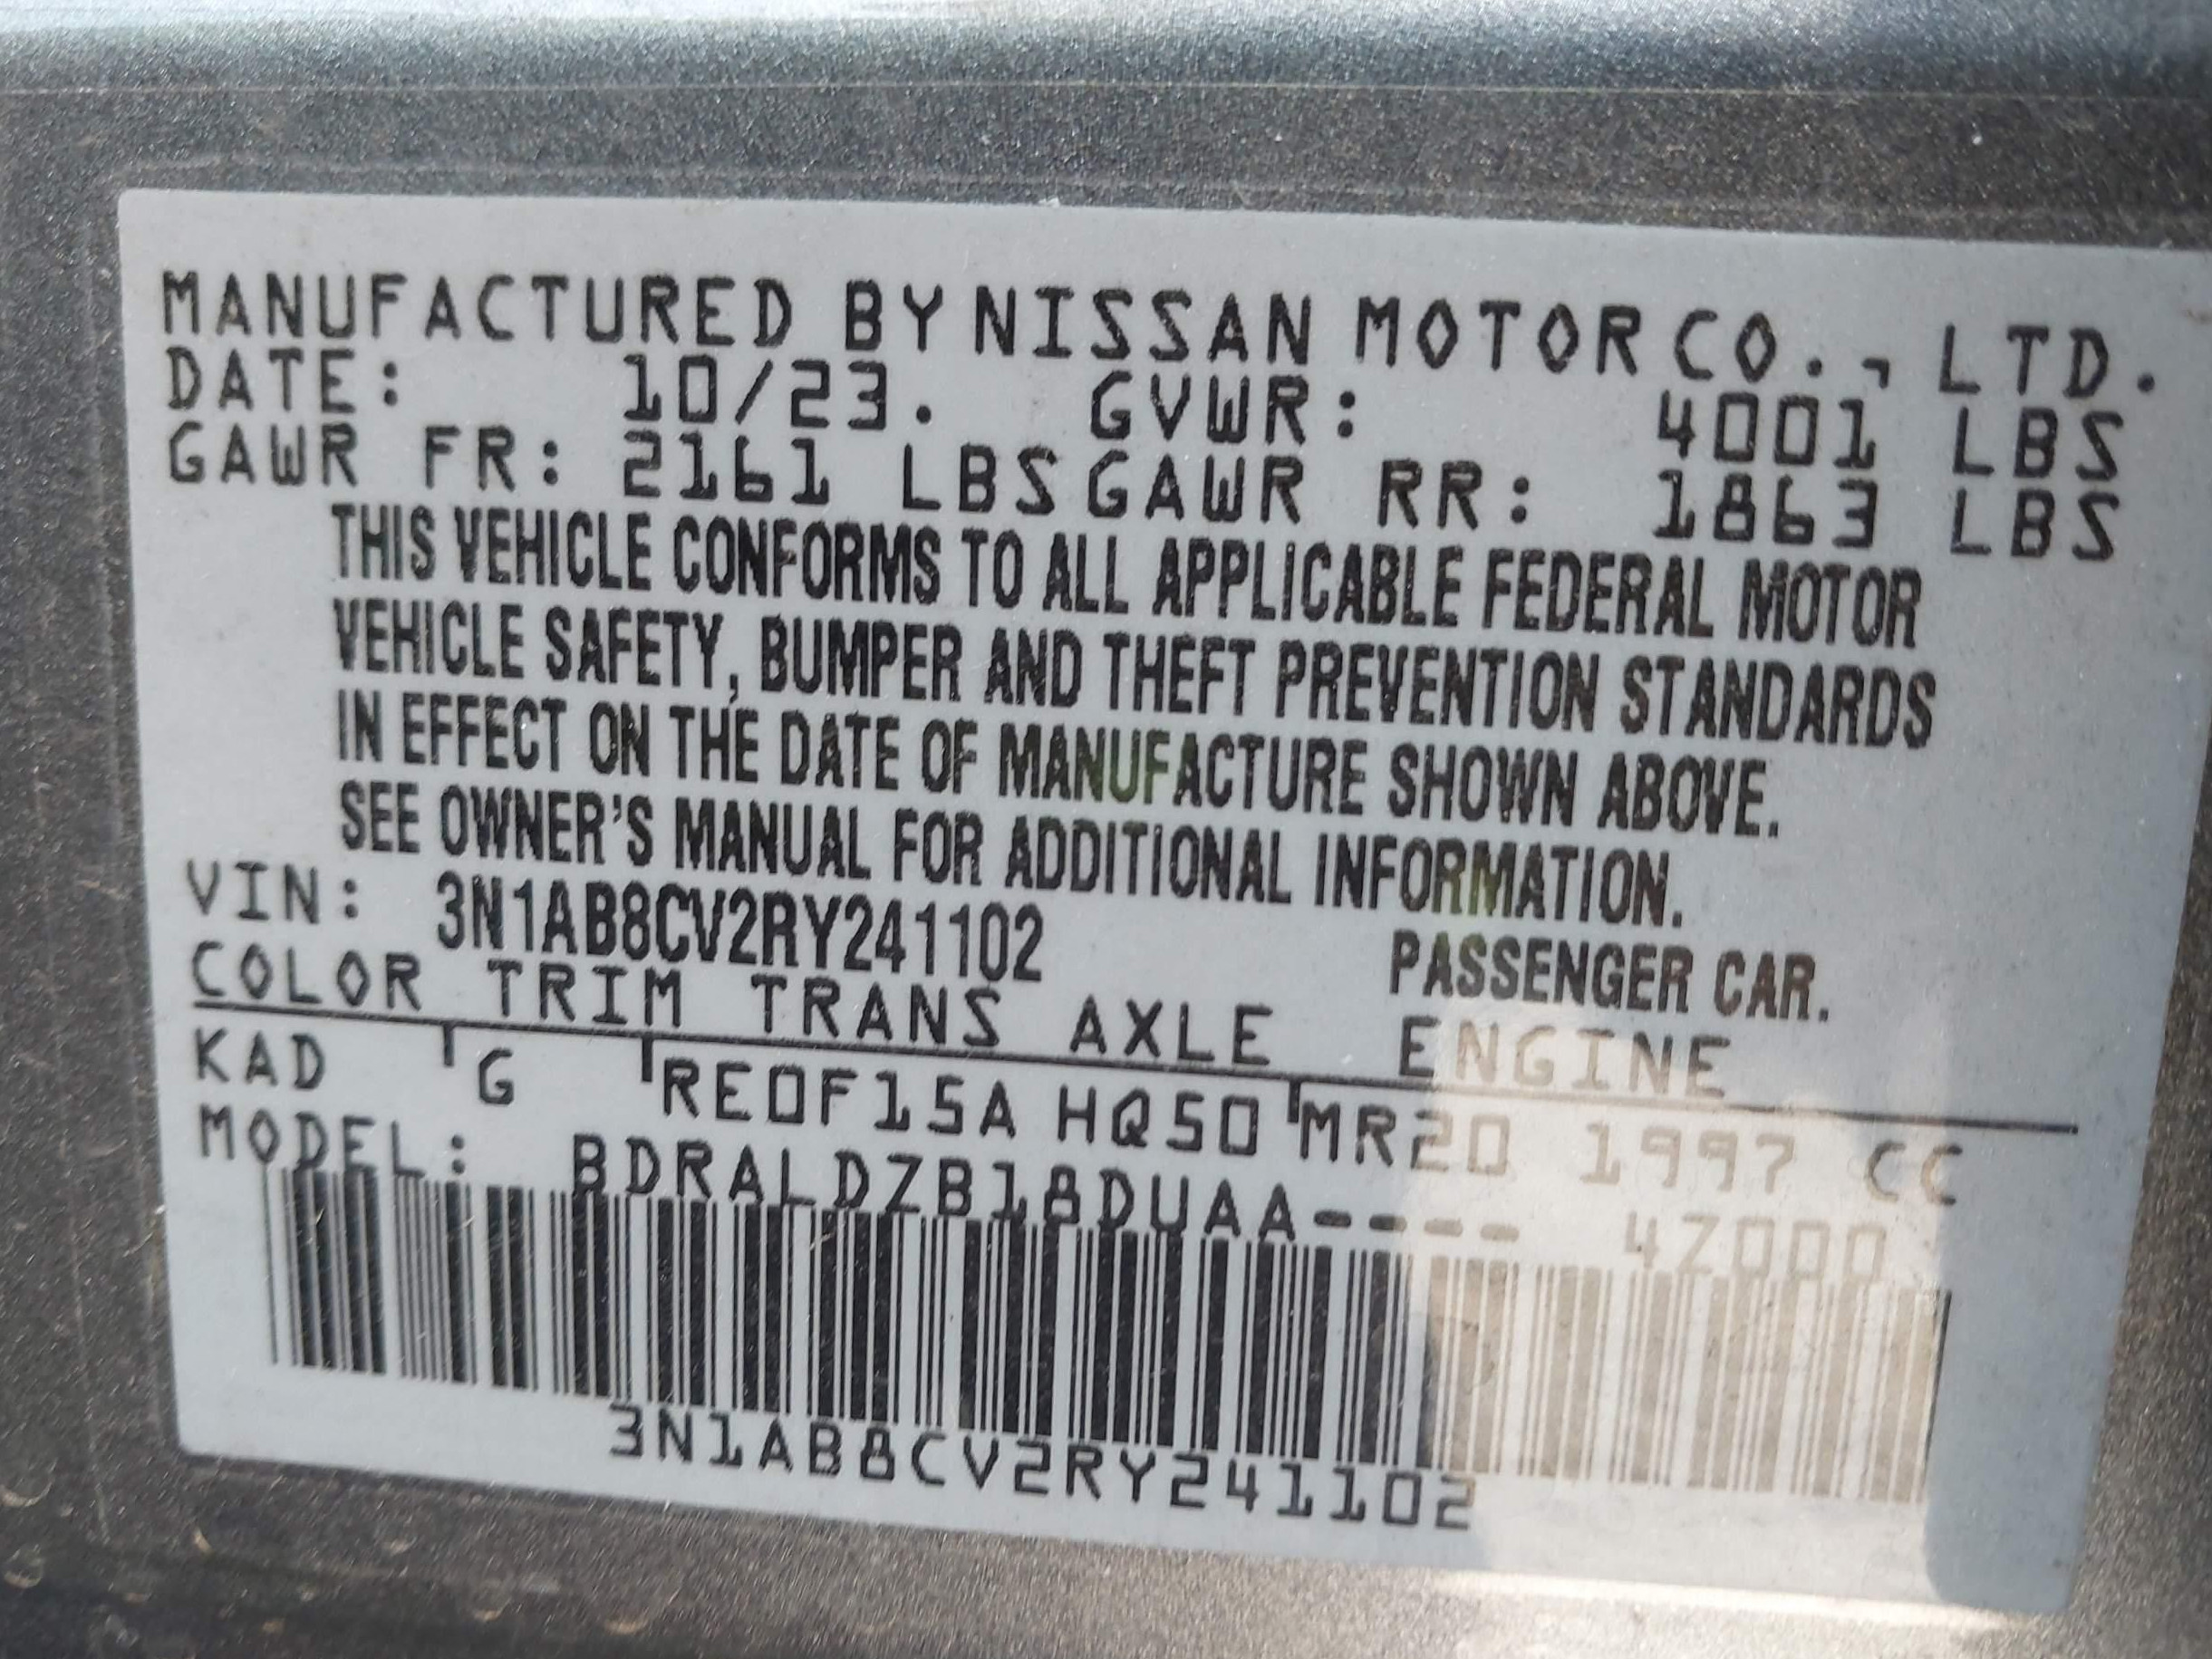 MANUFACTURED BY NISSAN MOTOR CO., LTD.
DATE: 10/23. GVWR: 4001 LBS
GAWR FR: 2161 LBS GAWR RR: 1863 LBS
THIS VEHICLE CONFORMS TO ALL APPLICABLE FEDERAL MOTOR
VEHICLE SAFETY, BUMPER AND THEFT PREVENTION STANDARDS
IN EFFECT ON THE DATE OF MANUFACTURE SHOWN ABOVE.
SEE OWNER'S MANUAL FOR ADDITIONAL INFORMATION.
VIN: 3N1AB8CV2RY241102 PASSENGER CAR.
COLOR TRIM TRANS AXLE ENGINE
KAD G RE0F15A HQ50 MR20 1997 CC
MODEL: BDRALDZB18DUAA---- 4Z000
3N1AB8CV2RY241102